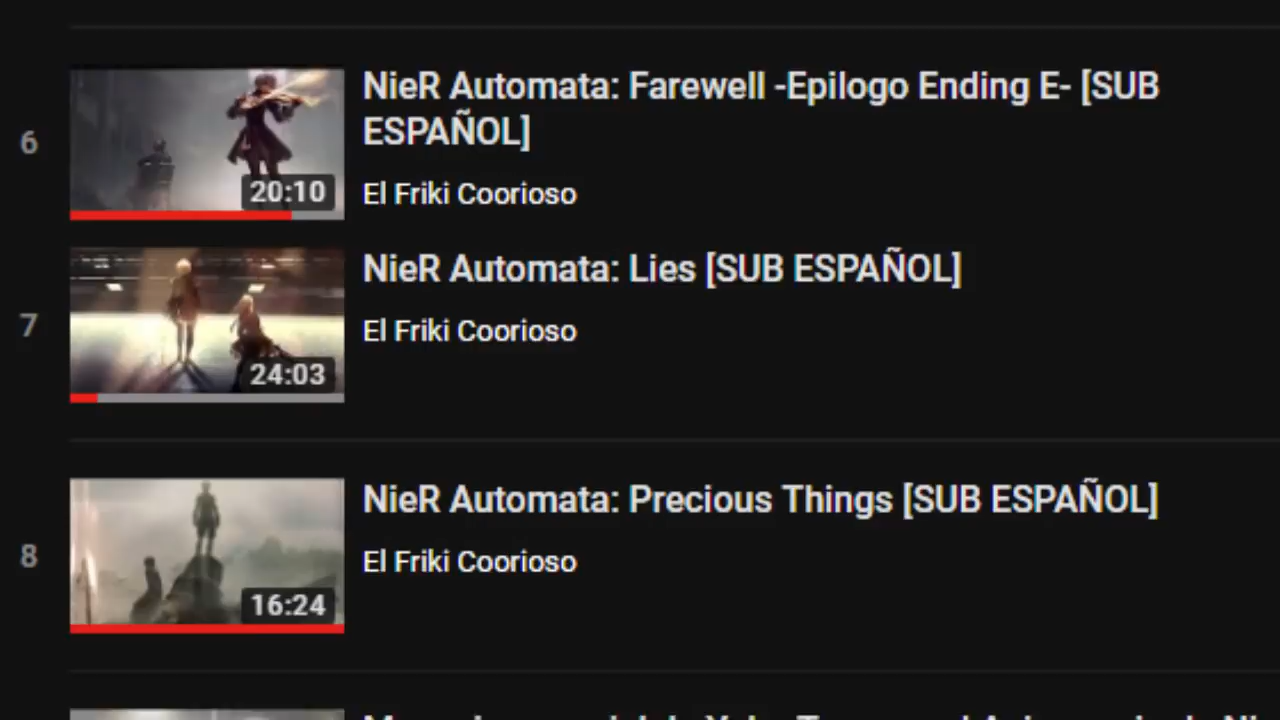 6
NieR Automata: Farewell -Epilogo Ending E- [SUB
ESPAÑOL]
20:10
El Friki Coorioso
7
NieR Automata: Lies [SUB ESPAÑOL]
24:03
El Friki Coorioso
8
NieR Automata: Precious Things [SUB ESPAÑOL]
16:24
El Friki Coorioso